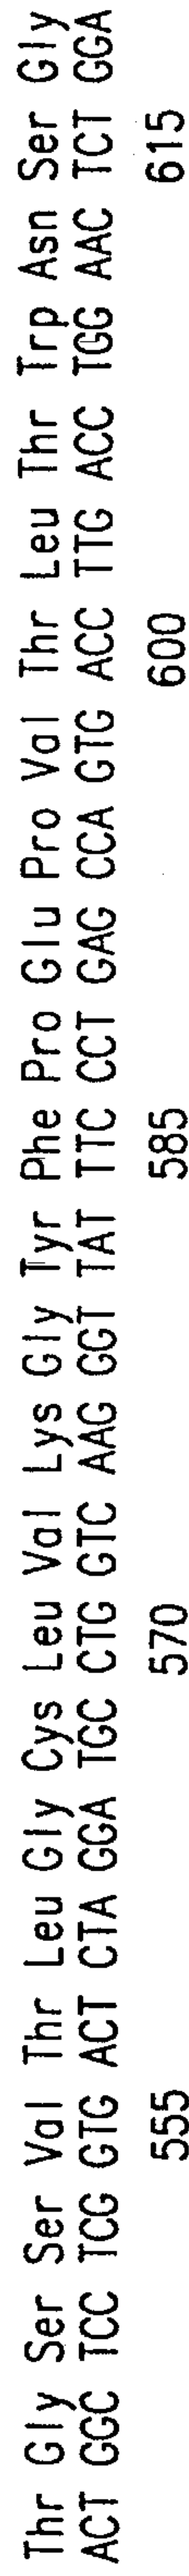 Thr Gly Ser Ser Val Thr Leu Gly Cys Leu Val Lys Gly Tyr Phe Pro Glu Pro Val Thr Leu Thr Trp Asn Ser Gly
ACT GGC TCC TCG GTG ACT CTA GGA TGC CTG GTC AAG GGT TAT TTC CCT GAG CCA GTG ACC TTG ACC TGG AAC TCT GGA
555 570 585 600 615